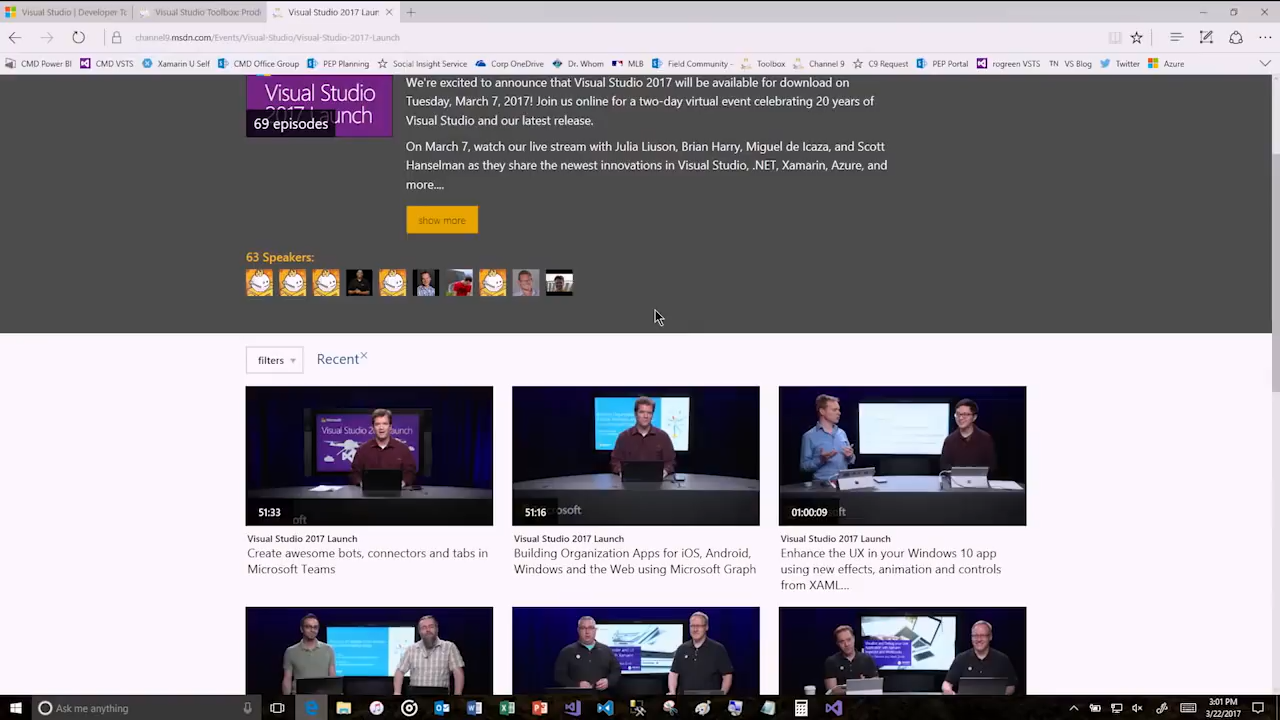 Visual Studio | Developer To
Visual Studio Toolbox: Produ
Visual Studio 2017 Laun
channel9.msdn.com/Events/Visual-Studio/Visual-Studio-2017-Launch
CMD Power BI
CMD VSTS
Xamarin U Self
CMD Office Group
PEP Planning
Social Insight Service
Corp OneDrive
Dr. Whom
MLB
Field Community -
Toolbox
Channel 9
C9 Request
PEP Portal
rogreen VSTS
TN VS Blog
Twitter
Azure
Visual Studio
2017 Launch
69 episodes
We're excited to announce that Visual Studio 2017 will be available for download on
Tuesday, March 7, 2017! Join us online for a two-day virtual event celebrating 20 years of
Visual Studio and our latest release.
On March 7, watch our live stream with Julia Liuson, Brian Harry, Miguel de Icaza, and Scott
Hanselman as they share the newest innovations in Visual Studio, .NET, Xamarin, Azure, and
more....
show more
63 Speakers:
filters
Recent
51:33
51:16
01:00:09
Visual Studio 2017 Launch
Create awesome bots, connectors and tabs in
Microsoft Teams
Visual Studio 2017 Launch
Building Organization Apps for iOS, Android,
Windows and the Web using Microsoft Graph
Visual Studio 2017 Launch
Enhance the UX in your Windows 10 app
using new effects, animation and controls
from XAML...
Ask me anything
3:01 PM
3/22/2017